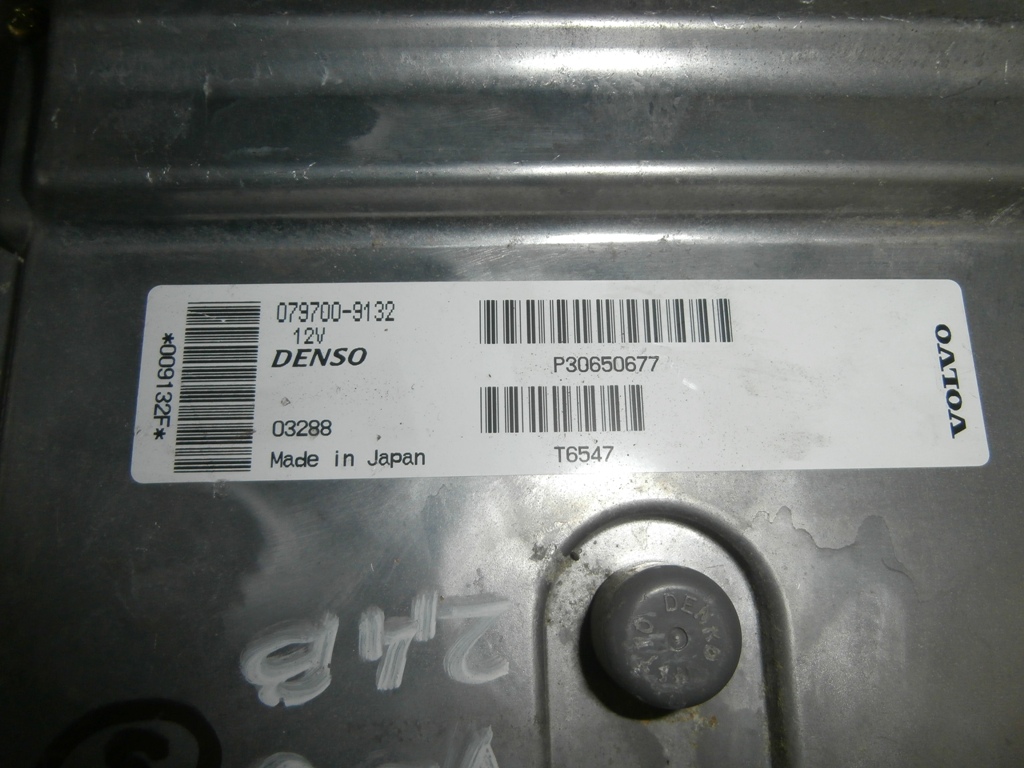 *009132F*
079700-9132
12V
DENSO
03288
Made in Japan
P30650677
T6547
VOLVO